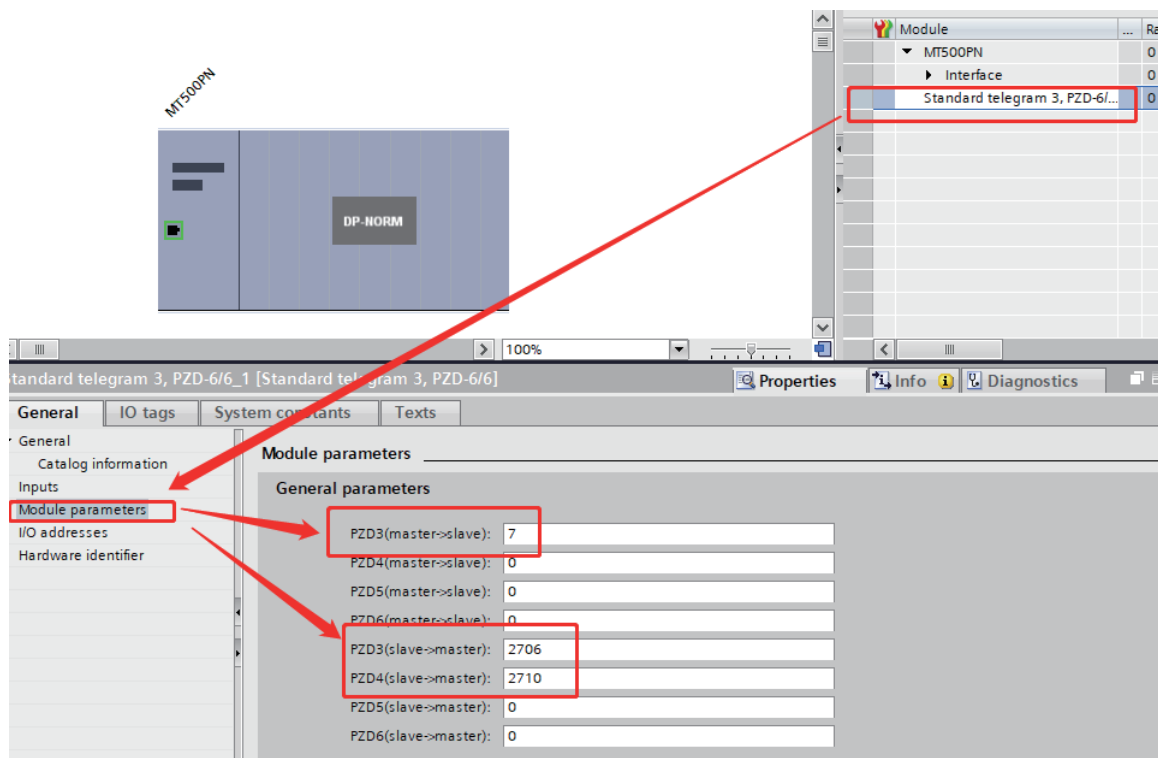 Module ... Ra
MT500PN 0
Interface 0
Standard telegram 3, PZD-6/... 0
MT500PN
DP-NORM
100%
Standard telegram 3, PZD-6/6_1 [Standard telegram 3, PZD-6/6]
Properties Info Diagnostics
General IO tags System constants Texts
General
Catalog information
Inputs
Module parameters
I/O addresses
Hardware identifier
Module parameters
General parameters
PZD3(master->slave): 7
PZD4(master->slave): 0
PZD5(master->slave): 0
PZD6(master->slave): 0
PZD3(slave->master): 2706
PZD4(slave->master): 2710
PZD5(slave->master): 0
PZD6(slave->master): 0